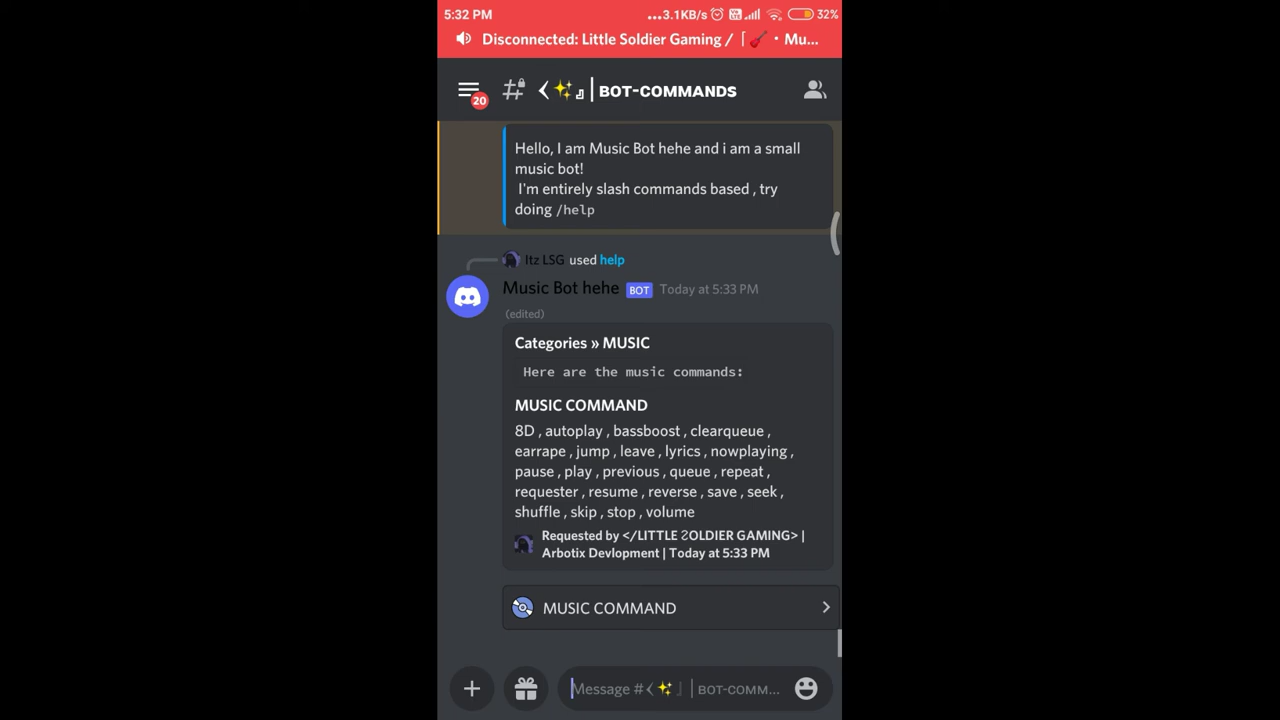 5:32 PM ...3.1KB/s 32%
Disconnected: Little Soldier Gaming / ⎡🎸・Mu...
20 # ᐸ✨』| BOT-COMMANDS
Hello, I am Music Bot hehe and i am a small
music bot!
I'm entirely slash commands based , try
doing /help
Itz LSG used help
Music Bot hehe BOT Today at 5:33 PM
(edited)
Categories » MUSIC
Here are the music commands:
MUSIC COMMAND
8D , autoplay , bassboost , clearqueue ,
earrape , jump , leave , lyrics , nowplaying ,
pause , play , previous , queue , repeat ,
requester , resume , reverse , save , seek ,
shuffle , skip , stop , volume
Requested by </LITTLE ƧOLDIER GAMING> |
Arbotix Devlopment | Today at 5:33 PM
MUSIC COMMAND
Message #ᐸ✨』| BOT-COMM...